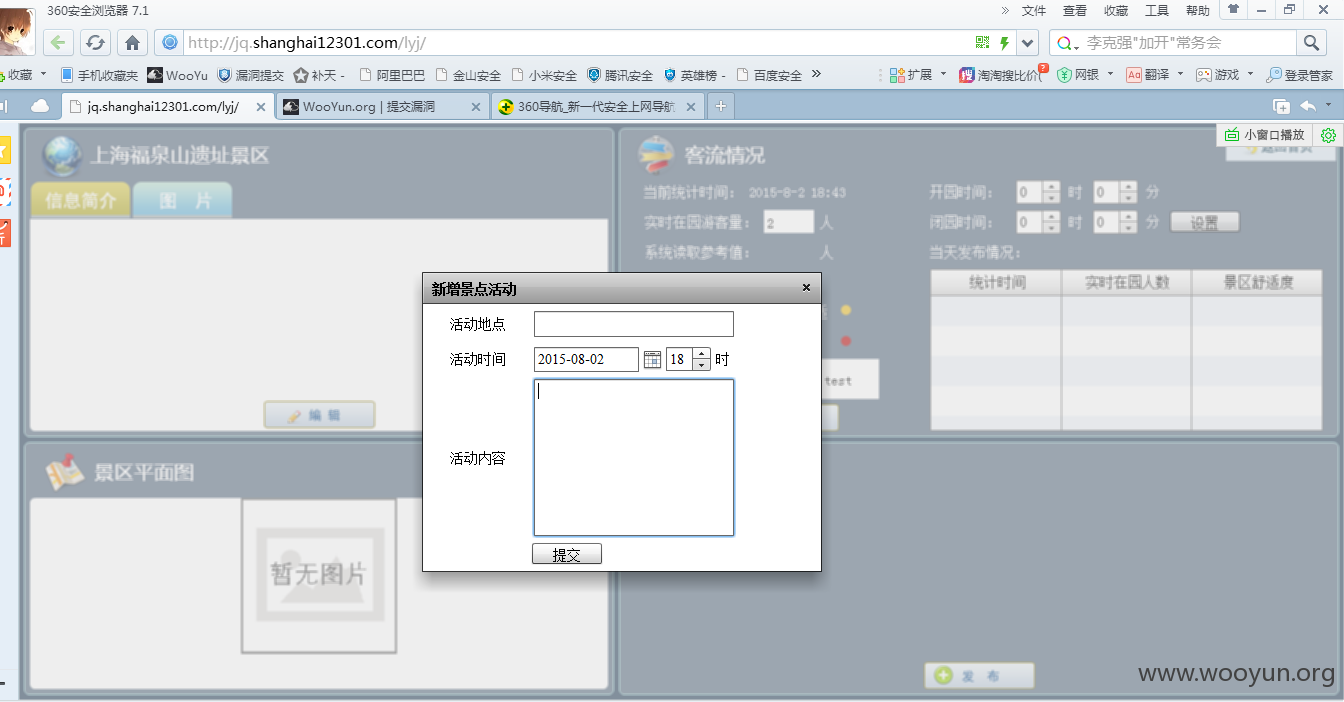 360安全浏览器 7.1
» 文件 查看 收藏 工具 帮助
http://jq.shanghai12301.com/lyj/
李克强"加开"常务会
收藏 手机收藏夹 WooYu 漏洞提交 补天 - 阿里巴巴 金山安全 小米安全 腾讯安全 英雄榜 - 百度安全 » 扩展 淘淘搜比价( 网银 翻译 游戏 登录管家
jq.shanghai12301.com/lyj/ WooYun.org | 提交漏洞 360导航_新一代安全上网导航
小窗口播放
上海福泉山遗址景区
信息简介 图 片
编 辑
客流情况
返回首页
当前统计时间： 2015-8-2 18:43
开园时间： 0 时 0 分
实时在园游客量： 2 人
闭园时间： 0 时 0 分 设置
系统读取参考值： 人
当天发布情况：
统计时间 实时在园人数 景区舒适度
test
新增景点活动 ×
活动地点
活动时间 2015-08-02 18 时
活动内容
提交
景区平面图
暂无图片
发 布
www.wooyun.org